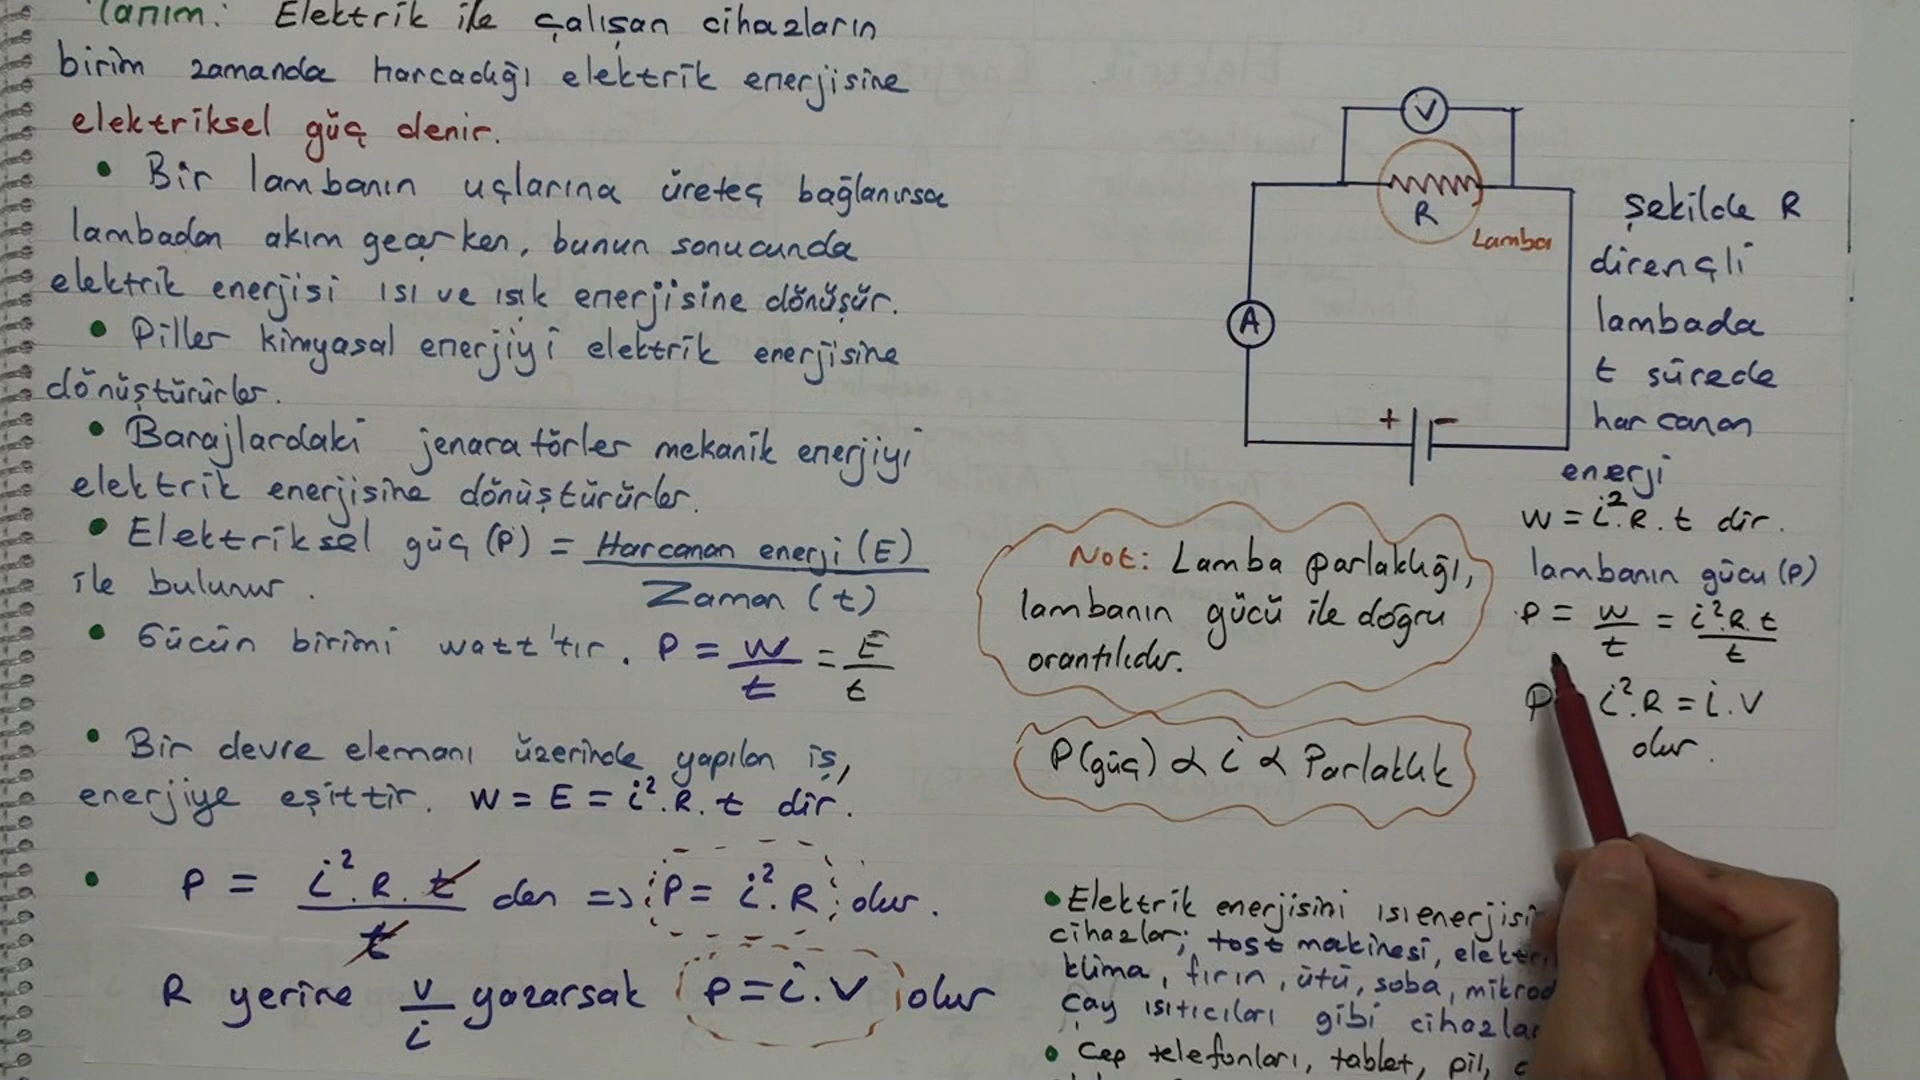 Tanım: Elektrik ile çalışan cihazların
birim zamanda harcadığı elektrik enerjisine
elektriksel güç denir.
• Bir lambanın uçlarına üreteç bağlanırsa
lambadan akım geçerken, bunun sonucunda
elektrik enerjisi ısı ve ışık enerjisine dönüşür.
• Piller kimyasal enerjiyi elektrik enerjisine
dönüştürürler.
• Barajlardaki jenaratörler mekanik enerjiyi
elektrik enerjisine dönüştürürler.
• Elektriksel güç (P) = Harcanan enerji (E)
Zaman (t)
ile bulunur.
• Gücün birimi watt'tır. P = W/t = E/t
• Bir devre elemanı üzerinde yapılan iş,
enerjiye eşittir. W = E = i².R.t dir.
• P = i².R.t / t den => P = i².R olur.
R yerine V/i yazarsak P = i.V olur
V
R
Lamba
A
+ -
Şekilde R
dirençli
lambada
t sürede
harcanan
enerji
W = i².R.t dir.
lambanın gücü (P)
P = W/t = i².R.t / t
P i².R = i.V
olur.
Not: Lamba parlaklığı,
lambanın gücü ile doğru
orantılıdır.
P(güç) α i α Parlaklık
• Elektrik enerjisini ısı
cihazlar; tost makinesi,
klima, fırın, ütü, soba,
çay ısıtıcıları gibi
• Cep telefonları, tablet, pil,